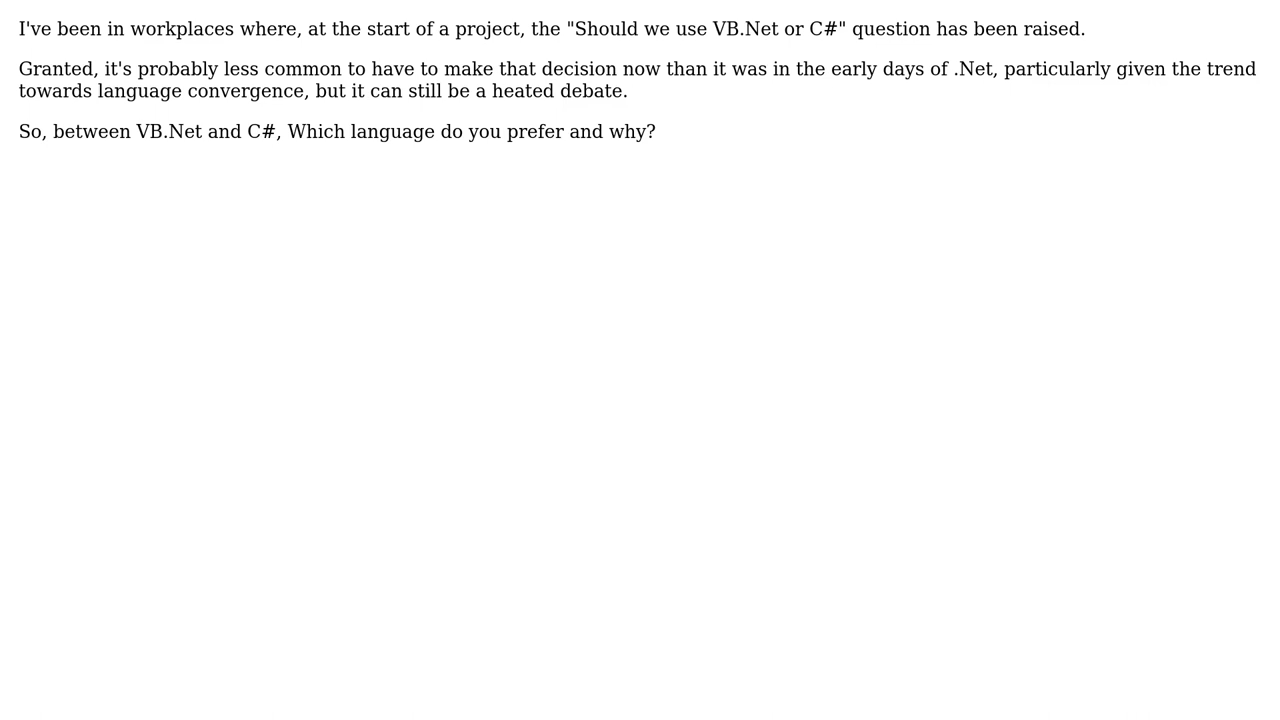 I've been in workplaces where, at the start of a project, the "Should we use VB.Net or C#" question has been raised.
Granted, it's probably less common to have to make that decision now than it was in the early days of .Net, particularly given the trend
towards language convergence, but it can still be a heated debate.
So, between VB.Net and C#, Which language do you prefer and why?